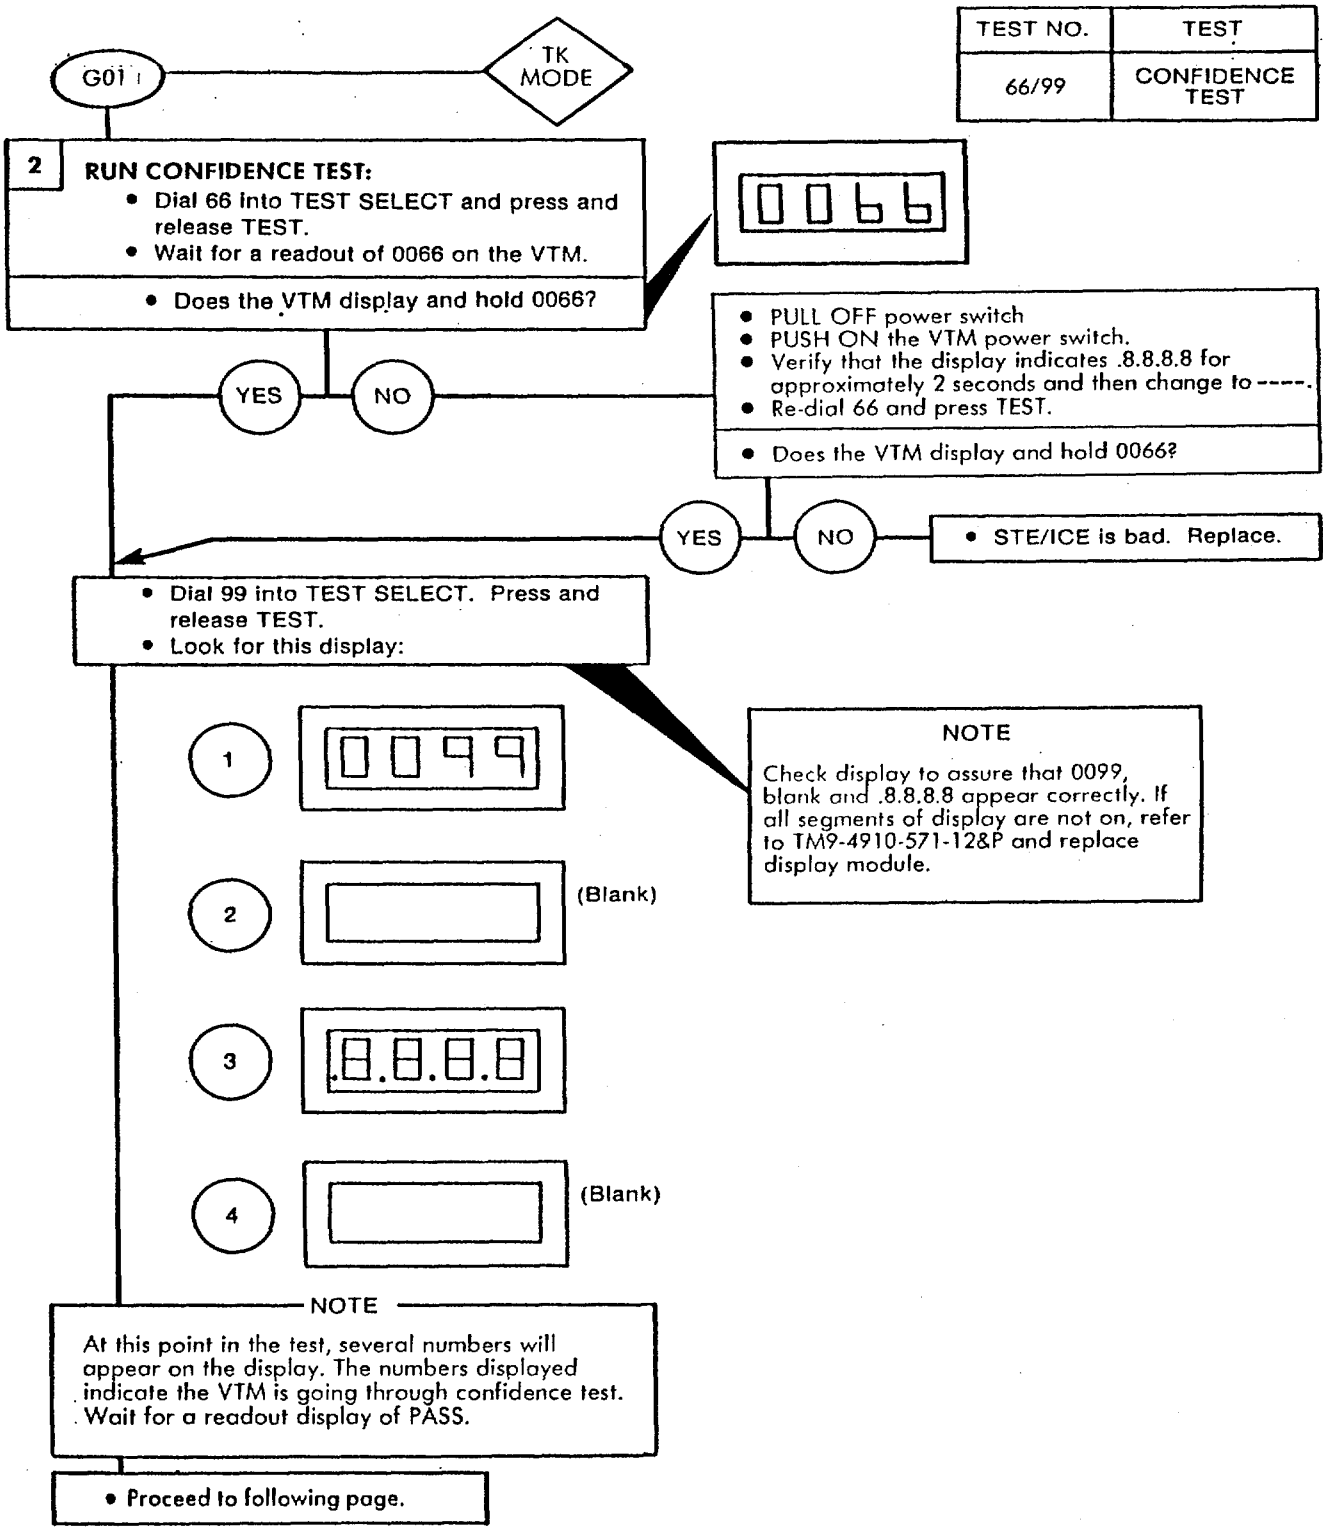 G01
TK
MODE
TEST NO.
TEST
66/99
CONFIDENCE
TEST
2
RUN CONFIDENCE TEST:
• Dial 66 into TEST SELECT and press and
release TEST.
• Wait for a readout of 0066 on the VTM.
• Does the VTM display and hold 0066?
0066
YES
NO
• PULL OFF power switch
• PUSH ON the VTM power switch.
• Verify that the display indicates .8.8.8.8 for
approximately 2 seconds and then change to ----.
• Re-dial 66 and press TEST.
• Does the VTM display and hold 0066?
YES
NO
• STE/ICE is bad. Replace.
• Dial 99 into TEST SELECT. Press and
release TEST.
• Look for this display:
1
0099
NOTE
Check display to assure that 0099,
blank and .8.8.8.8 appear correctly. If
all segments of display are not on, refer
to TM9-4910-571-12&P and replace
display module.
2
(Blank)
3
.8.8.8.8
4
(Blank)
NOTE
At this point in the test, several numbers will
appear on the display. The numbers displayed
indicate the VTM is going through confidence test.
Wait for a readout display of PASS.
• Proceed to following page.